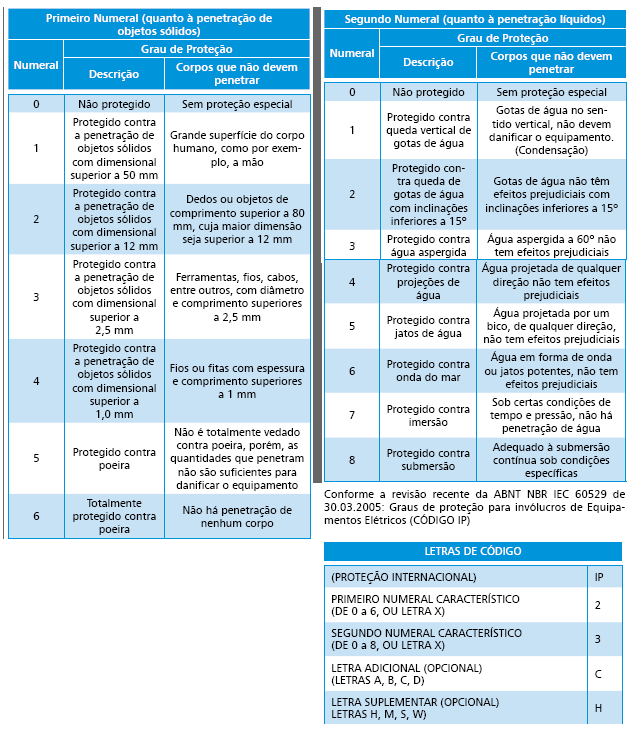 Primeiro Numeral (quanto à penetração de
objetos sólidos)
Numeral
Grau de Proteção
Descrição
Corpos que não devem
penetrar
0
Não protegido
Sem proteção especial
1
Protegido contra
a penetração de
objetos sólidos
com dimensional
superior a 50 mm
Grande superfície do corpo
humano, como por exem-
plo, a mão
2
Protegido contra
a penetração de
objetos sólidos
com dimensional
superior a 12 mm
Dedos ou objetos de
comprimento superior a 80
mm, cuja maior dimensão
seja superior a 12 mm
3
Protegido contra
a penetração de
objetos sólidos
com dimensional
superior a
2,5 mm
Ferramentas, fios, cabos,
entre outros, com diâmetro
e comprimento superiores
a 2,5 mm
4
Protegido contra
a penetração de
objetos sólidos
com dimensional
superior a
1,0 mm
Fios ou fitas com espessura
e comprimento superiores
a 1 mm
5
Protegido contra
poeira
Não é totalmente vedado
contra poeira, porém, as
quantidades que penetram
não são suficientes para
danificar o equipamento
6
Totalmente
protegido contra
poeira
Não há penetração de
nenhum corpo
Segundo Numeral (quanto à penetração líquidos)
Numeral
Grau de Proteção
Descrição
Corpos que não devem
penetrar
0
Não protegido
Sem proteção especial
1
Protegido contra
queda vertical de
gotas de água
Gotas de água no sen-
tido vertical, não devem
danificar o equipamento.
(Condensação)
2
Protegido con-
tra queda de
gotas de água
com inclinações
inferiores a 15º
Gotas de água não têm
efeitos prejudiciais com
inclinações inferiores a 15º
3
Protegido contra
água aspergida
Água aspergida a 60º não
tem efeitos prejudiciais
4
Protegido contra
projeções de
água
Água projetada de qualquer
direção não tem efeitos
prejudiciais
5
Protegido contra
jatos de água
Água projetada por um
bico, de qualquer direção,
não tem efeitos prejudiciais
6
Protegido contra
onda do mar
Água em forma de onda
ou jatos potentes, não tem
efeitos prejudiciais
7
Protegido contra
imersão
Sob certas condições de
tempo e pressão, não há
penetração de água
8
Protegido contra
submersão
Adequado à submersão
contínua sob condições
específicas
Conforme a revisão recente da ABNT NBR IEC 60529 de
30.03.2005: Graus de proteção para invólucros de Equipa-
mentos Elétricos (CÓDIGO IP)
LETRAS DE CÓDIGO
(PROTEÇÃO INTERNACIONAL)
IP
PRIMEIRO NUMERAL CARACTERÍSTICO
(DE 0 a 6, OU LETRA X)
2
SEGUNDO NUMERAL CARACTERÍSTICO
(DE 0 a 8, OU LETRA X)
3
LETRA ADICIONAL (OPCIONAL)
(LETRAS A, B, C, D)
C
LETRA SUPLEMENTAR (OPCIONAL)
LETRAS H, M, S, W)
H